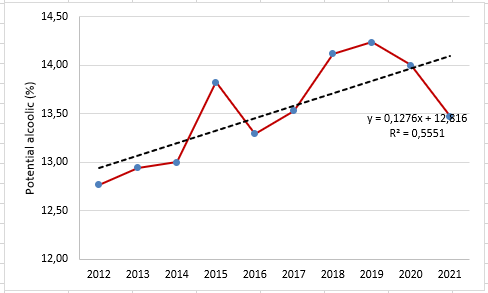 14,50
14,00
13,50
13,00
12,50
12,00
Potential alcoolic (%)
y = 0,1276x + 12,816
R² = 0,5551
2012 2013 2014 2015 2016 2017 2018 2019 2020 2021